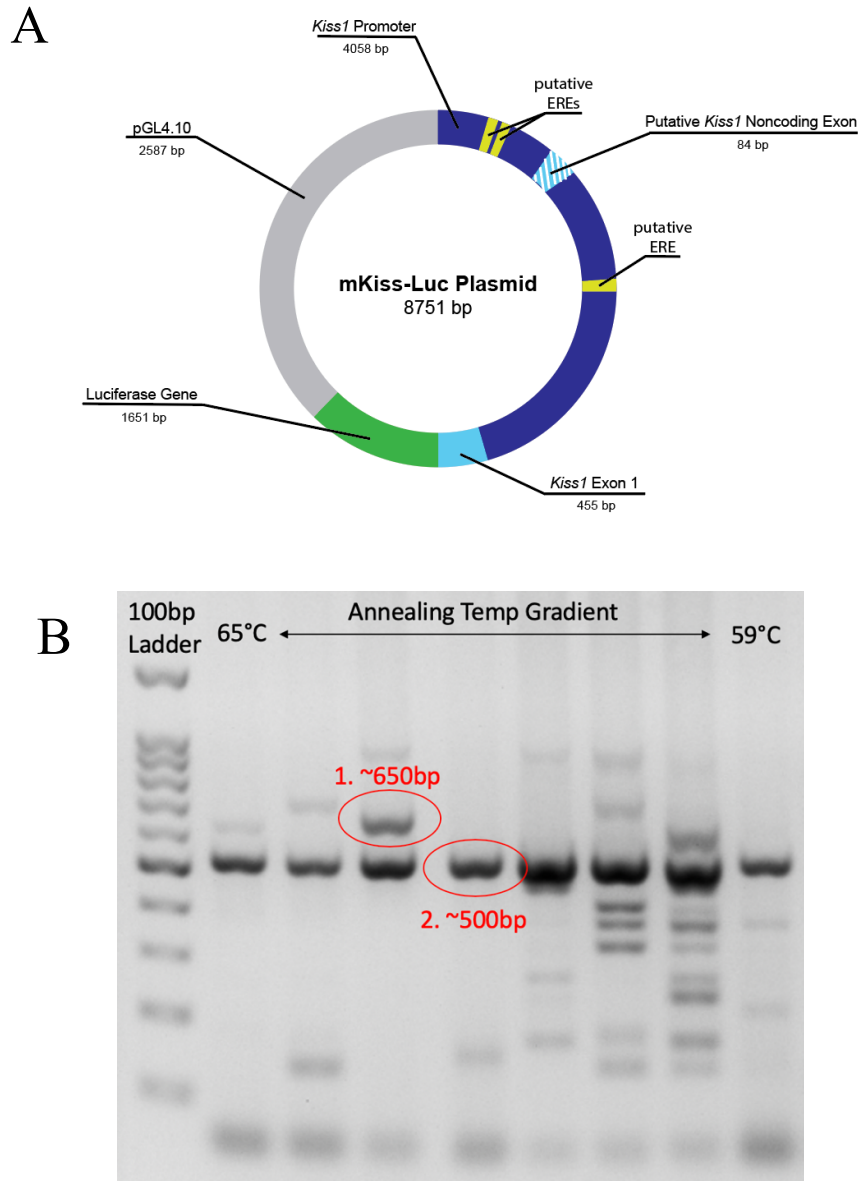 A
Kiss1 Promoter
4058 bp
putative
EREs
pGL4.10
2587 bp
Putative Kiss1 Noncoding Exon
84 bp
putative
ERE
mKiss-Luc Plasmid
8751 bp
Luciferase Gene
1651 bp
Kiss1 Exon 1
455 bp
B
100bp
Ladder
65°C
Annealing Temp Gradient
59°C
1. ~650bp
2. ~500bp